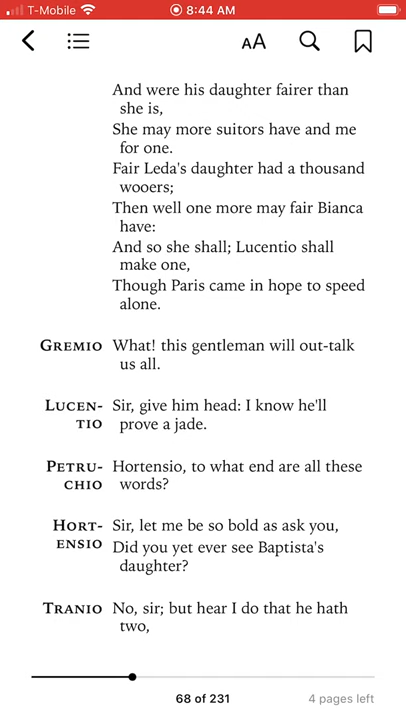 T-Mobile 8:44 AM
AA
And were his daughter fairer than
she is,
She may more suitors have and me
for one.
Fair Leda's daughter had a thousand
wooers;
Then well one more may fair Bianca
have:
And so she shall; Lucentio shall
make one,
Though Paris came in hope to speed
alone.
GREMIO What! this gentleman will out-talk
us all.
LUCEN- Sir, give him head: I know he'll
TIO prove a jade.
PETRU- Hortensio, to what end are all these
CHIO words?
HORT- Sir, let me be so bold as ask you,
ENSIO Did you yet ever see Baptista's
daughter?
TRANIO No, sir; but hear I do that he hath
two,
68 of 231 4 pages left